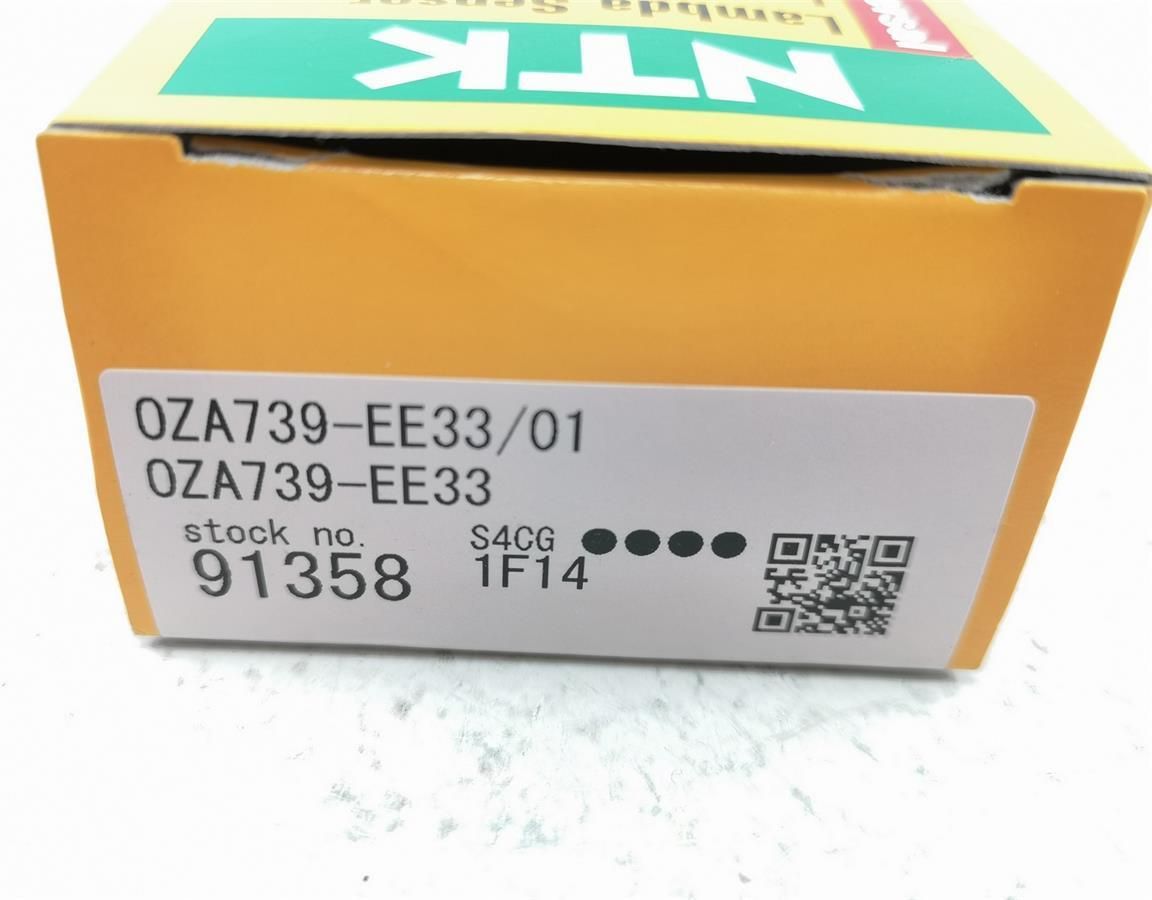 Lambda Sensor
NTK
OZA739-EE33/01
OZA739-EE33
stock no.
91358
S4CG ●●●●
1F14